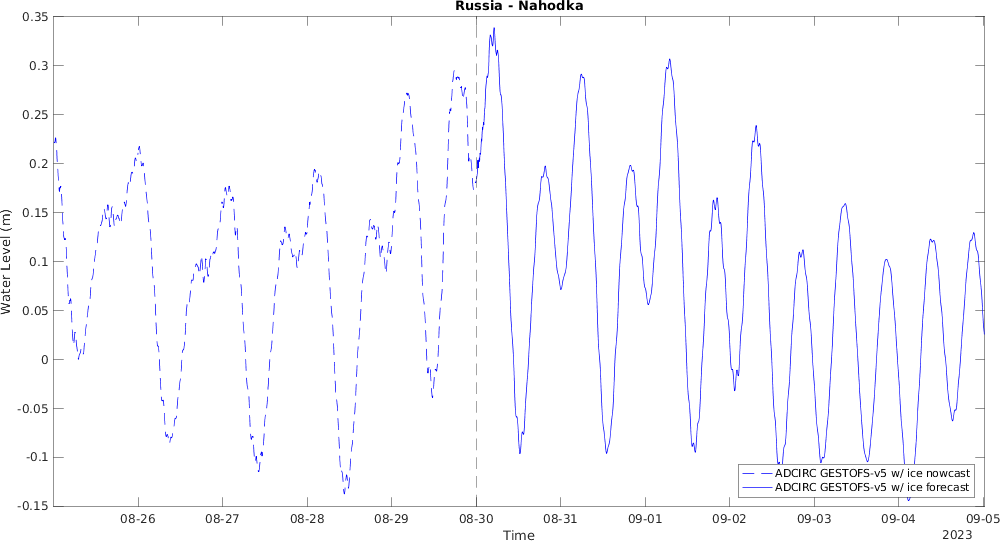 Russia - Nahodka
0.35
0.3
0.25
0.2
0.15
0.1
0.05
0
-0.05
-0.1
-0.15
Water Level (m)
ADCIRC GESTOFS-v5 w/ ice nowcast
ADCIRC GESTOFS-v5 w/ ice forecast
08-26 08-27 08-28 08-29 08-30 08-31 09-01 09-02 09-03 09-04 09-05
Time
2023